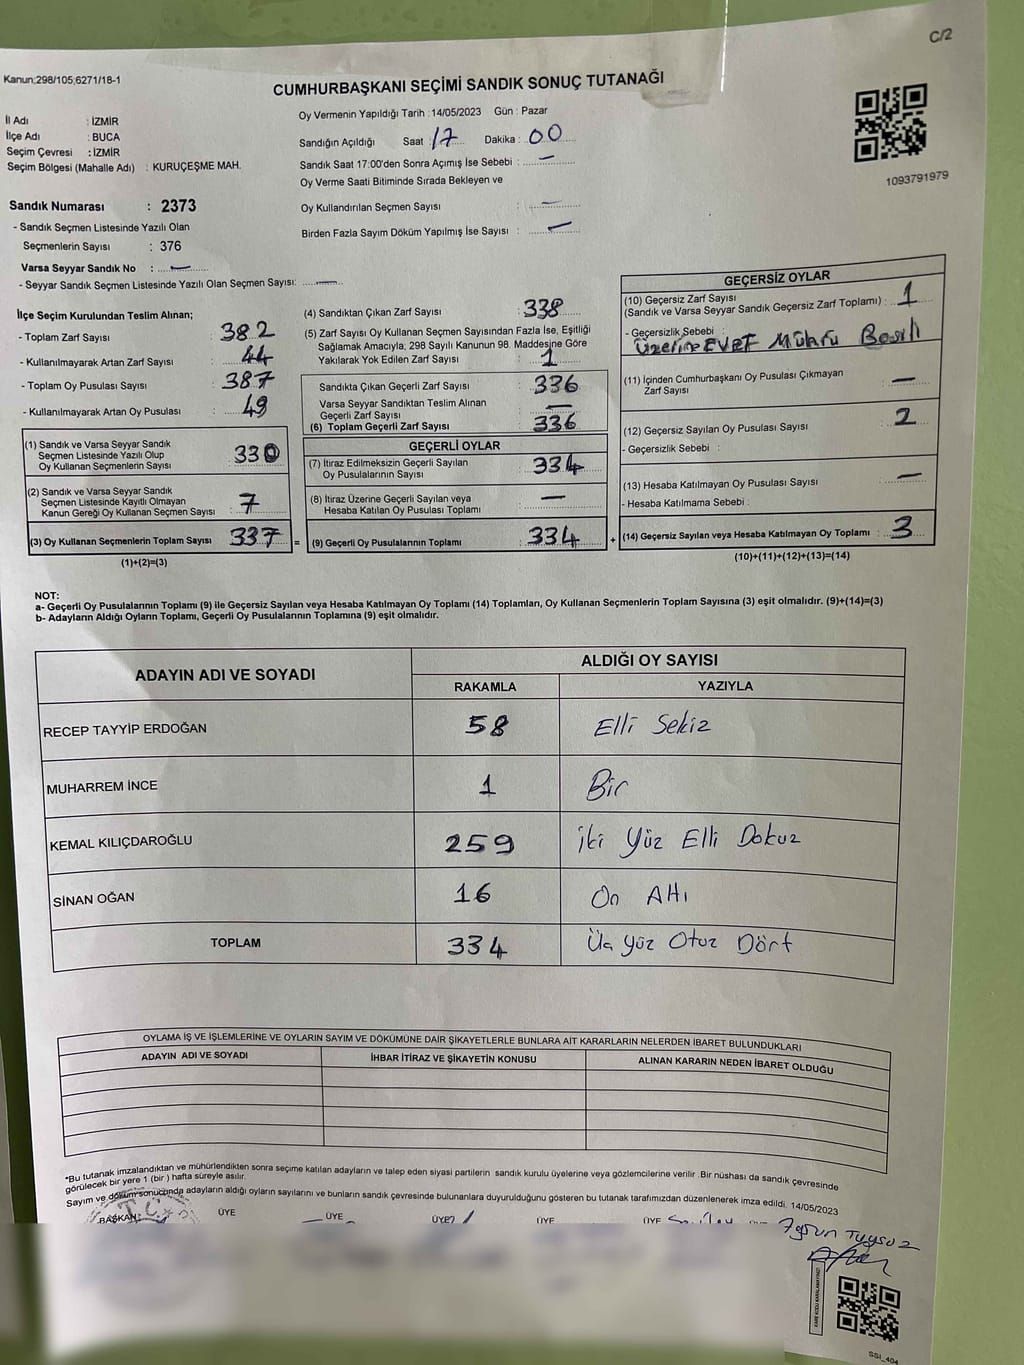 C/2
Kanun:298/105;6271/18-1
CUMHURBAŞKANI SEÇİMİ SANDIK SONUÇ TUTANAĞI
İl Adı : İZMİR
İlçe Adı : BUCA
Seçim Çevresi : İZMİR
Seçim Bölgesi (Mahalle Adı) : KURUÇEŞME MAH.
Oy Vermenin Yapıldığı Tarih : 14/05/2023 Gün : Pazar
Sandığın Açıldığı Saat : 17 Dakika : 00
Sandık Saat 17:00'den Sonra Açımış İse Sebebi : —
Oy Verme Saati Bitiminde Sırada Bekleyen ve
Oy Kullandırılan Seçmen Sayısı : —
Birden Fazla Sayım Döküm Yapılmış İse Sayısı : —
1093791979
Sandık Numarası : 2373
- Sandık Seçmen Listesinde Yazılı Olan
Seçmenlerin Sayısı : 376
Varsa Seyyar Sandık No : —
- Seyyar Sandık Seçmen Listesinde Yazılı Olan Seçmen Sayısı: —
İlçe Seçim Kurulundan Teslim Alınan;
- Toplam Zarf Sayısı : 382
- Kullanılmayarak Artan Zarf Sayısı : 44
- Toplam Oy Pusulası Sayısı : 387
- Kullanılmayarak Artan Oy Pusulası : 49
(1) Sandık ve Varsa Seyyar Sandık
Seçmen Listesinde Yazılı Olup
Oy Kullanan Seçmenlerin Sayısı 330
(2) Sandık ve Varsa Seyyar Sandık
Seçmen Listesinde Kayıtlı Olmayan
Kanun Gereği Oy Kullanan Seçmen Sayısı : 7
(3) Oy Kullanan Seçmenlerin Toplam Sayısı 337
(1)+(2)=(3)
(4) Sandıktan Çıkan Zarf Sayısı : 338
(5) Zarf Sayısı Oy Kullanan Seçmen Sayısından Fazla İse, Eşitliği
Sağlamak Amacıyla, 298 Sayılı Kanunun 98. Maddesine Göre
Yakılarak Yok Edilen Zarf Sayısı : 1
Sandıkta Çıkan Geçerli Zarf Sayısı : 336
Varsa Seyyar Sandıktan Teslim Alınan
Geçerli Zarf Sayısı : —
(6) Toplam Geçerli Zarf Sayısı : 336
GEÇERLİ OYLAR
(7) İtiraz Edilmeksizin Geçerli Sayılan
Oy Pusulalarının Sayısı : 334
(8) İtiraz Üzerine Geçerli Sayılan veya
Hesaba Katılan Oy Pusulası Toplamı : —
= (9) Geçerli Oy Pusulalarının Toplamı : 334 +
GEÇERSİZ OYLAR
(10) Geçersiz Zarf Sayısı
(Sandık ve Varsa Seyyar Sandık Geçersiz Zarf Toplamı) : 1
- Geçersizlik Sebebi :
Üzerine EVET Mührü Basılı
(11) İçinden Cumhurbaşkanı Oy Pusulası Çıkmayan
Zarf Sayısı : —
(12) Geçersiz Sayılan Oy Pusulası Sayısı : 2
- Geçersizlik Sebebi :
(13) Hesaba Katılmayan Oy Pusulası Sayısı : —
- Hesaba Katılmama Sebebi :
(14) Geçersiz Sayılan veya Hesaba Katılmayan Oy Toplamı : 3
(10)+(11)+(12)+(13)=(14)
NOT:
a- Geçerli Oy Pusulalarının Toplamı (9) ile Geçersiz Sayılan veya Hesaba Katılmayan Oy Toplamı (14) Toplamları, Oy Kullanan Seçmenlerin Toplam Sayısına (3) eşit olmalıdır. (9)+(14)=(3)
b- Adayların Aldığı Oyların Toplamı, Geçerli Oy Pusulalarının Toplamına (9) eşit olmalıdır.
ADAYIN ADI VE SOYADI ALDIĞI OY SAYISI
RAKAMLA YAZIYLA
RECEP TAYYİP ERDOĞAN 58 Elli Sekiz
MUHARREM İNCE 1 Bir
KEMAL KILIÇDAROĞLU 259 İki Yüz Elli Dokuz
SİNAN OĞAN 16 On Altı
TOPLAM 334 Üç Yüz Otuz Dört
OYLAMA İŞ VE İŞLEMLERİNE VE OYLARIN SAYIM VE DÖKÜMÜNE DAİR ŞİKAYETLERLE BUNLARA AİT KARARLARIN NELERDEN İBARET BULUNDUKLARI
ADAYIN ADI VE SOYADI İHBAR İTİRAZ VE ŞİKAYETİN KONUSU ALINAN KARARIN NEDEN İBARET OLDUĞU
*Bu tutanak imzalandıktan ve mühürlendikten sonra seçime katılan adayların ve talep eden siyasi partilerin sandık kurulu üyelerine veya gözlemcilerine verilir. Bir nüshası da sandık çevresinde
görülecek bir yere 1 (bir ) hafta süreyle asılır.
Sayım ve döküm sonucunda adayların aldığı oyların sayılarını ve bunların sandık çevresinde bulunanlara duyurulduğunu gösteren bu tutanak tarafımızdan düzenlenerek imza edildi. 14/05/2023
T.C.
BAŞKAN ÜYE ÜYE ÜYE ÜYE ÜYE